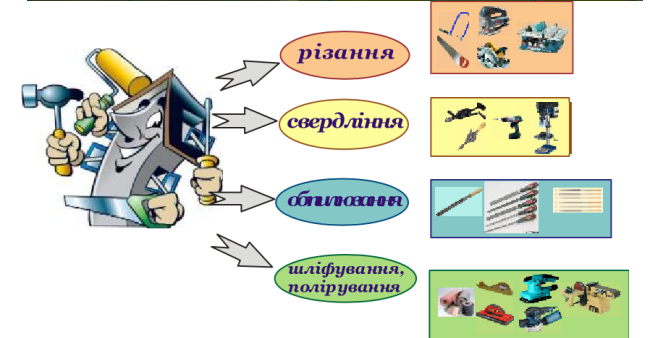 різання
свердління
обпилювання
шліфування,
полірування